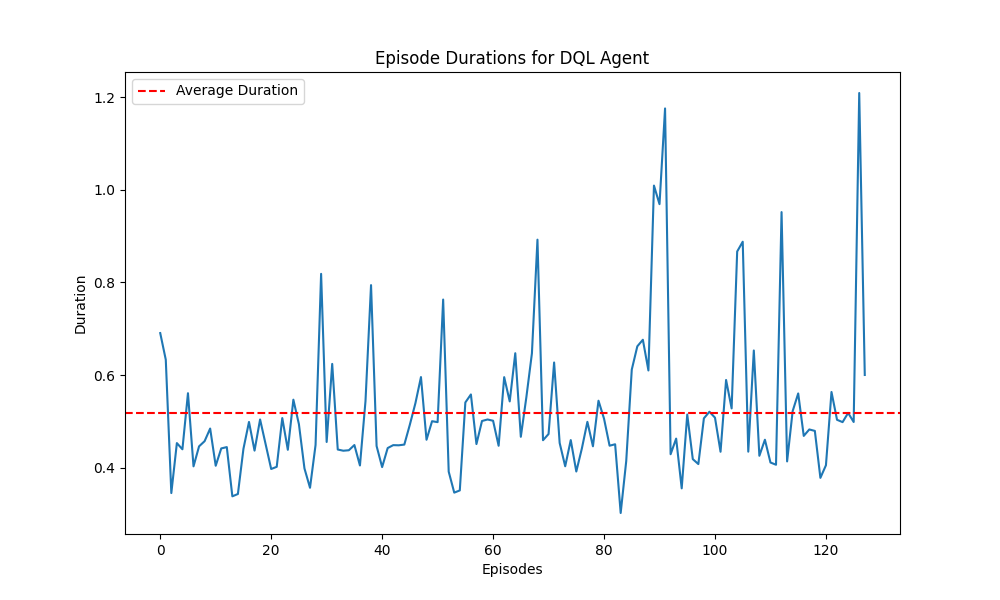 Episode Durations for DQL Agent
Average Duration
1.2
1.0
0.8
0.6
0.4
Duration
0 20 40 60 80 100 120
Episodes